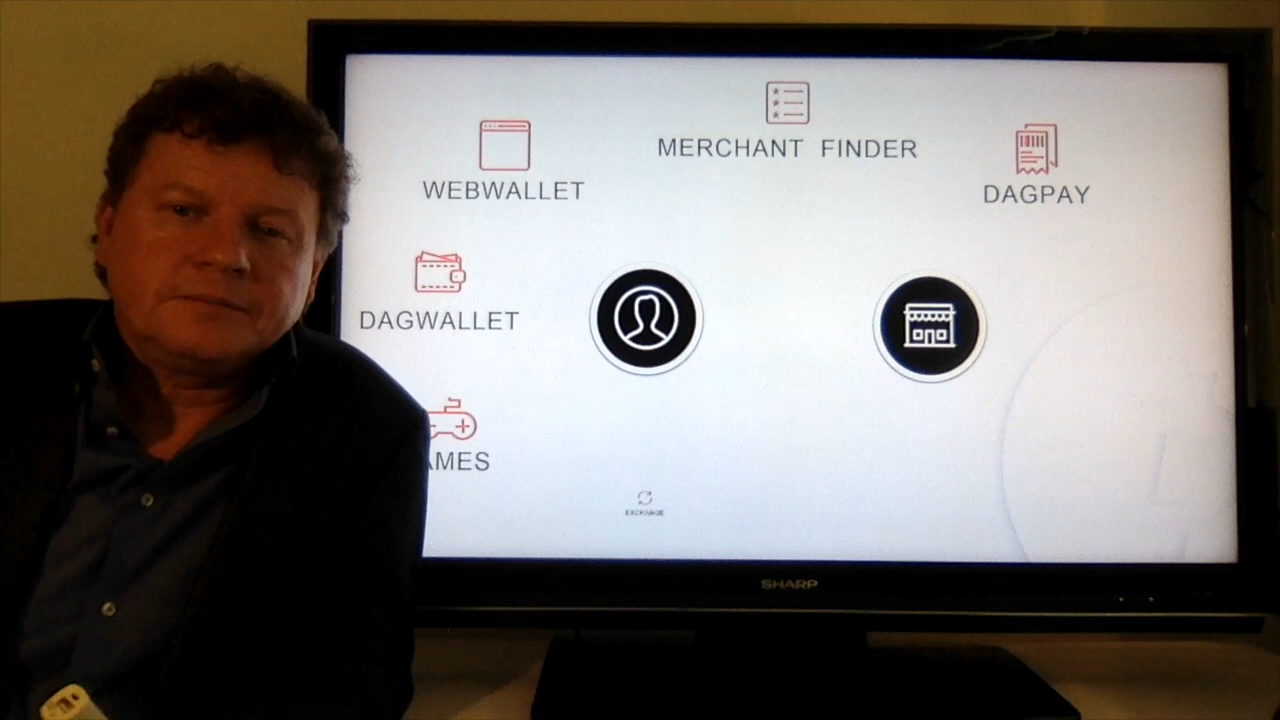 MERCHANT FINDER
WEBWALLET
DAGPAY
DAGWALLET
AMES
EXCHANGE
SHARP